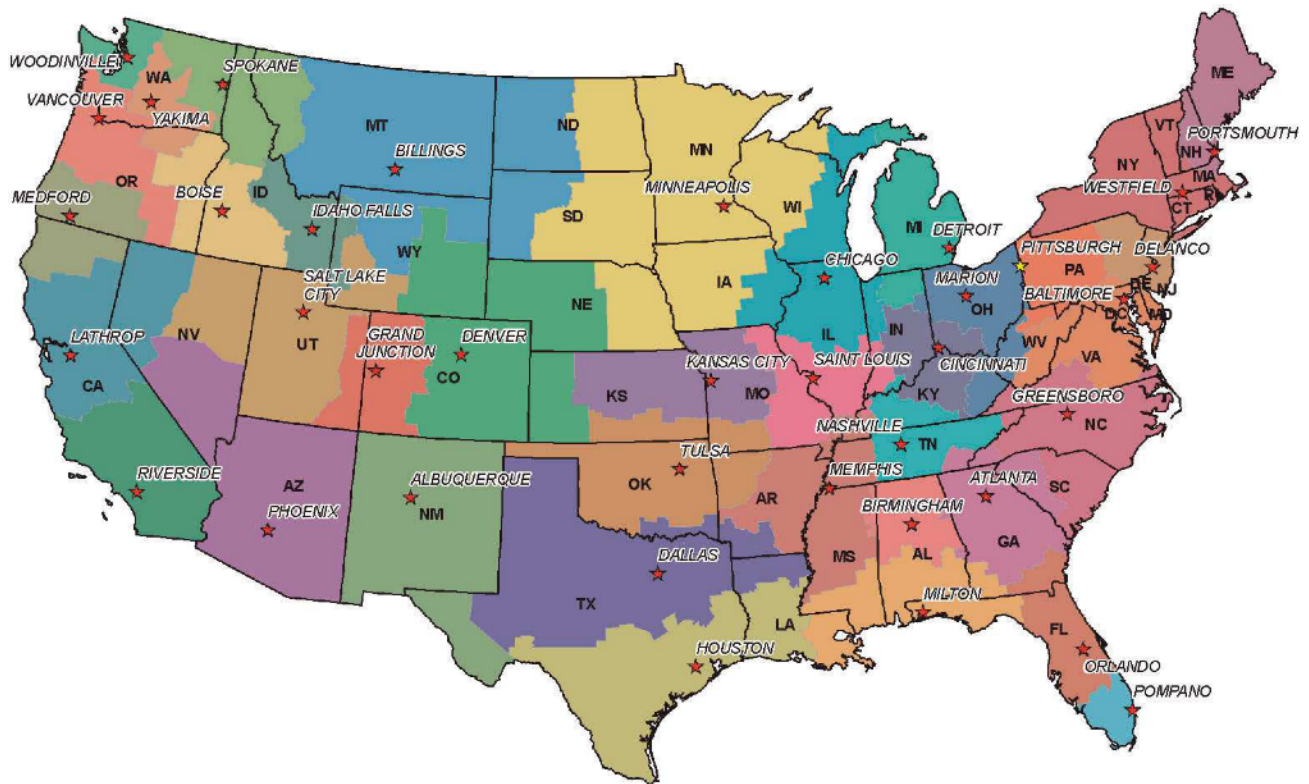 WOODINVILLE
WA
SPOKANE
VANCOUVER
YAKIMA
MT
ND
MN
ME
VT
PORTSMOUTH
NH
NY
BILLINGS
OR
MEDFORD
BOISE
ID
IDAHO FALLS
MINNEAPOLIS
SD
WI
MI
MA
WESTFIELD
RI
CT
WY
DETROIT
PITTSBURGH
DELANCO
SALT LAKE
CITY
CHICAGO
MARION
PA
IA
NE
DE
NJ
BALTIMORE
OH
DC
MD
NV
LATHROP
UT
GRAND
JUNCTION
DENVER
IL
IN
WV
VA
KANSAS CITY
SAINT LOUIS
CINCINNATI
CA
CO
KS
MO
KY
GREENSBORO
NC
NASHVILLE
TN
TULSA
RIVERSIDE
ALBUQUERQUE
MEMPHIS
ATLANTA
AZ
OK
AR
SC
NM
PHOENIX
BIRMINGHAM
GA
DALLAS
MS
AL
TX
MILTON
LA
FL
HOUSTON
ORLANDO
POMPANO